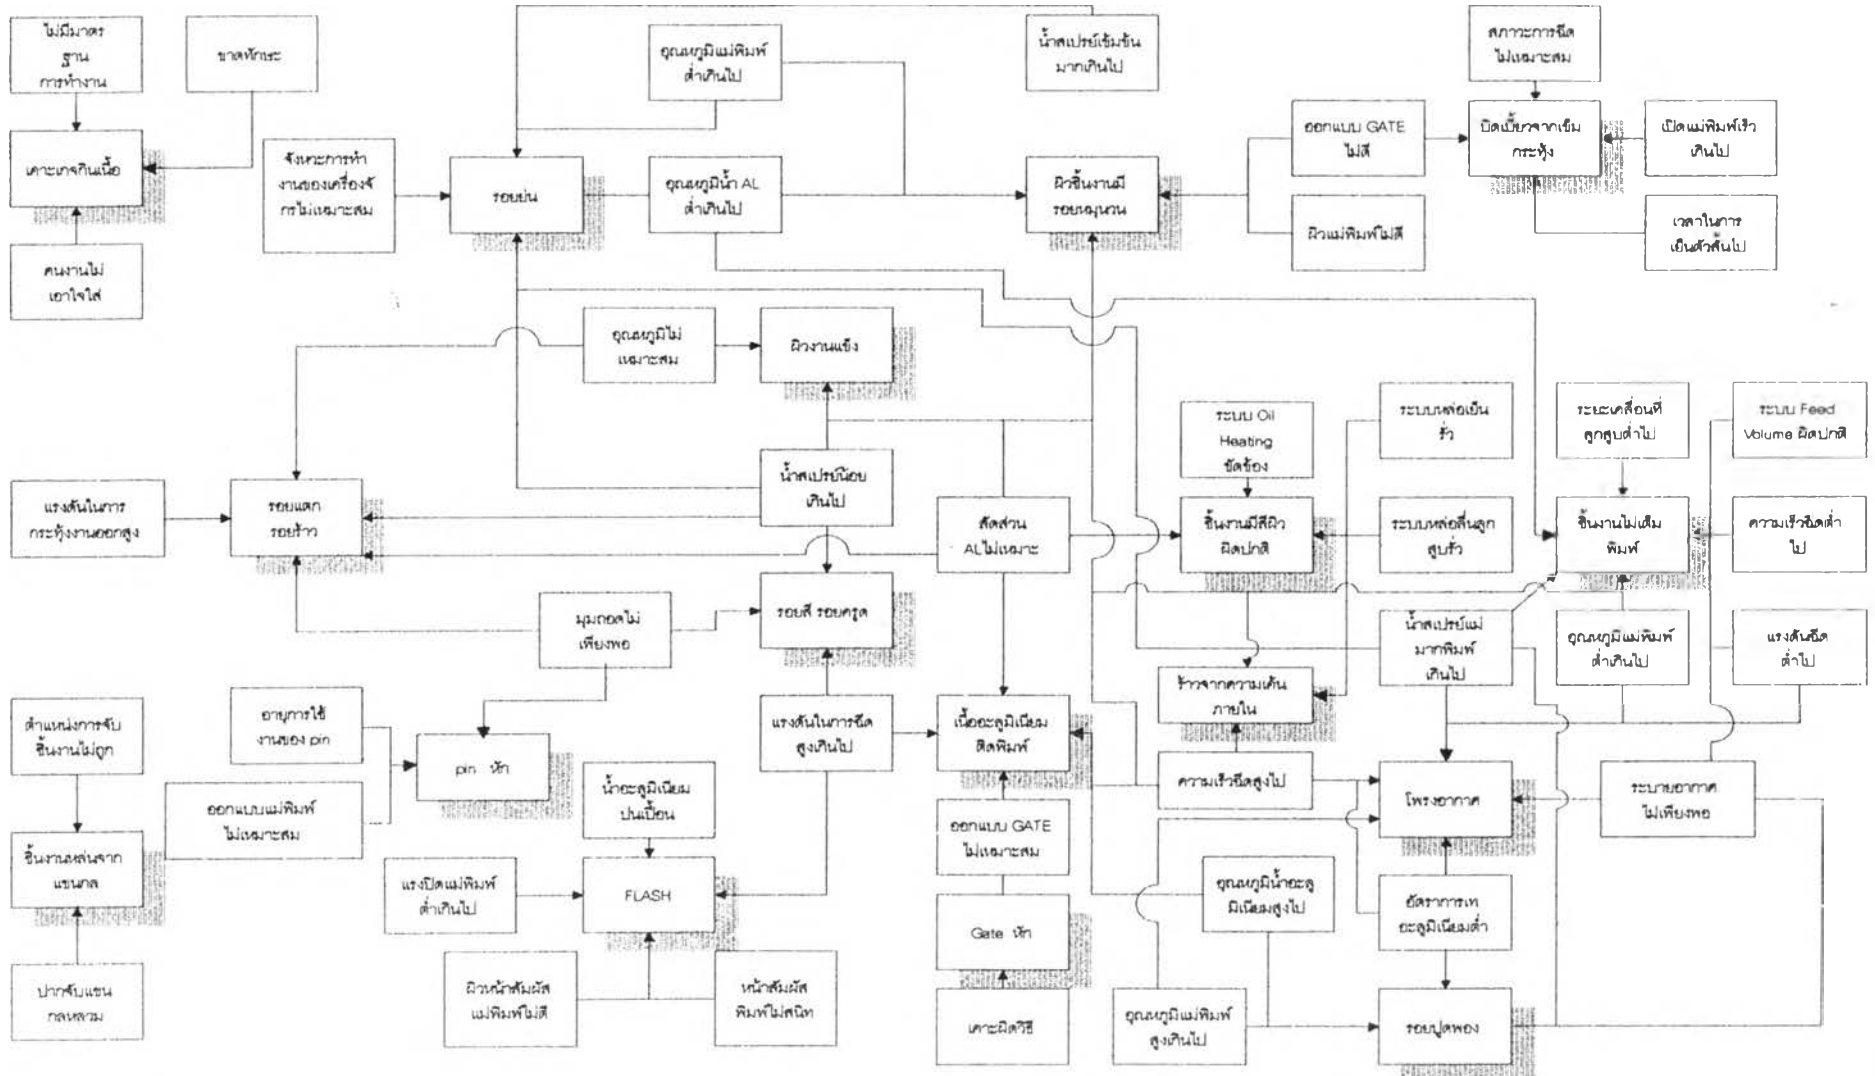 ไม่มีมาตร
ฐาน
การทำงาน
ขาดทักษะ
เคาะเกจกินเนื้อ
คนงานไม่
เอาใจใส่
จังหวะการทำ
งานของเครื่องจั
กรไม่เหมาะสม
รอยย่น
อุณหภูมิแม่พิมพ์
ต่ำเกินไป
อุณหภูมิน้ำ AL
ต่ำเกินไป
น้ำสเปรย์เข้มข้น
มากเกินไป
ผิวชิ้นงานมี
รอยหมุนวน
ออกแบบ GATE
ไม่ดี
ผิวแม่พิมพ์ไม่ดี
สภาวะการฉีด
ไม่เหมาะสม
บิดเบี้ยวจากเข็ม
กระทุ้ง
เปิดแม่พิมพ์เร็ว
เกินไป
เวลาในการ
เย็นตัวสั้นไป
อุณหภูมิไม่
เหมาะสม
ผิวงานแข็ง
น้ำสเปรย์น้อย
เกินไป
แรงดันในการ
กระทุ้งงานออกสูง
รอยแตก
รอยร้าว
สัดส่วน
ALไม่เหมาะ
ระบบ Oil
Heating
ขัดข้อง
ชิ้นงานมีสีผิว
ผิดปกติ
ระบบหล่อเย็น
รั่ว
ระบบหล่อลื่นลูก
สูบรั่ว
ระยะเคลื่อนที่
ลูกสูบต่ำไป
ระบบ Feed
Volume ผิดปกติ
ชิ้นงานไม่เต็ม
พิมพ์
ความเร็วฉีดต่ำ
ไป
มุมถอดไม่
เพียงพอ
รอยสี รอยครูด
น้ำสเปรย์แม่
มากพิมพ์
เกินไป
อุณหภูมิแม่พิมพ์
ต่ำเกินไป
แรงดันฉีด
ต่ำไป
ตำแหน่งการจับ
ชิ้นงานไม่ถูก
อายุการใช้
งานของ pin
pin หัก
ออกแบบแม่พิมพ์
ไม่เหมาะสม
ชิ้นงานหล่นจาก
แขนกล
ปากจับแขน
กลหลวม
แรงดันในการฉีด
สูงเกินไป
เนื้ออะลูมิเนียม
ติดพิมพ์
ร้าวจากความเค้น
ภายใน
ความเร็วฉีดสูงไป
โพรงอากาศ
ระบายอากาศ
ไม่เพียงพอ
น้ำอะลูมิเนียม
ปนเปื้อน
แรงปิดแม่พิมพ์
ต่ำเกินไป
FLASH
ผิวหน้าสัมผัส
แม่พิมพ์ไม่ดี
หน้าสัมผัส
พิมพ์ไม่สนิท
ออกแบบ GATE
ไม่เหมาะสม
Gate หัก
เคาะผิดวิธี
อุณหภูมิน้ำอะลู
มิเนียมสูงไป
อัตราการเท
อะลูมิเนียมต่ำ
อุณหภูมิแม่พิมพ์
สูงเกินไป
รอยปูดพอง